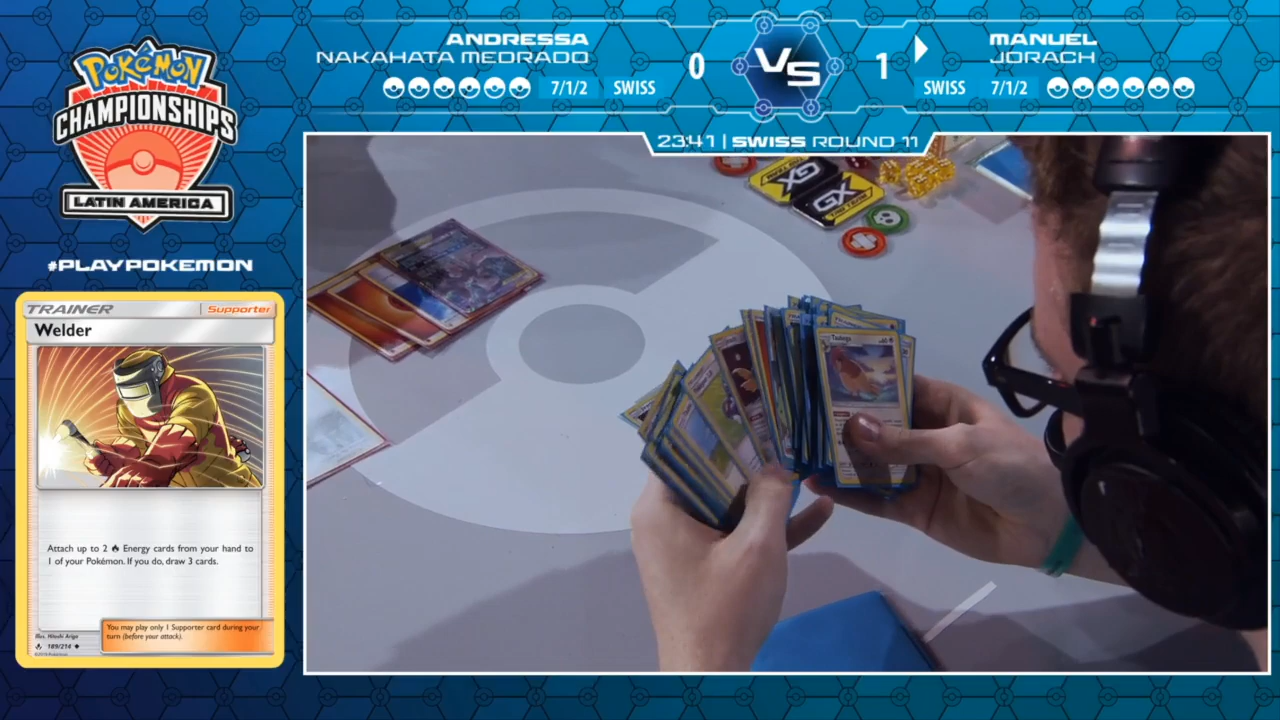 Pokémon
CHAMPIONSHIPS
LATIN AMERICA
#PLAYPOKEMON
ANDRESSA
NAKAHATA MEDRADO
7/1/2 SWISS
0
VS
1
MANUEL
JORACH
SWISS 7/1/2
23:41 | SWISS ROUND 11
TRAINER Supporter
Welder
Attach up to 2 Energy cards from your hand to
1 of your Pokémon. If you do, draw 3 cards.
You may play only 1 Supporter card during your
turn (before your attack).
Illus. Hitoshi Ariga
189/214
GX
GX